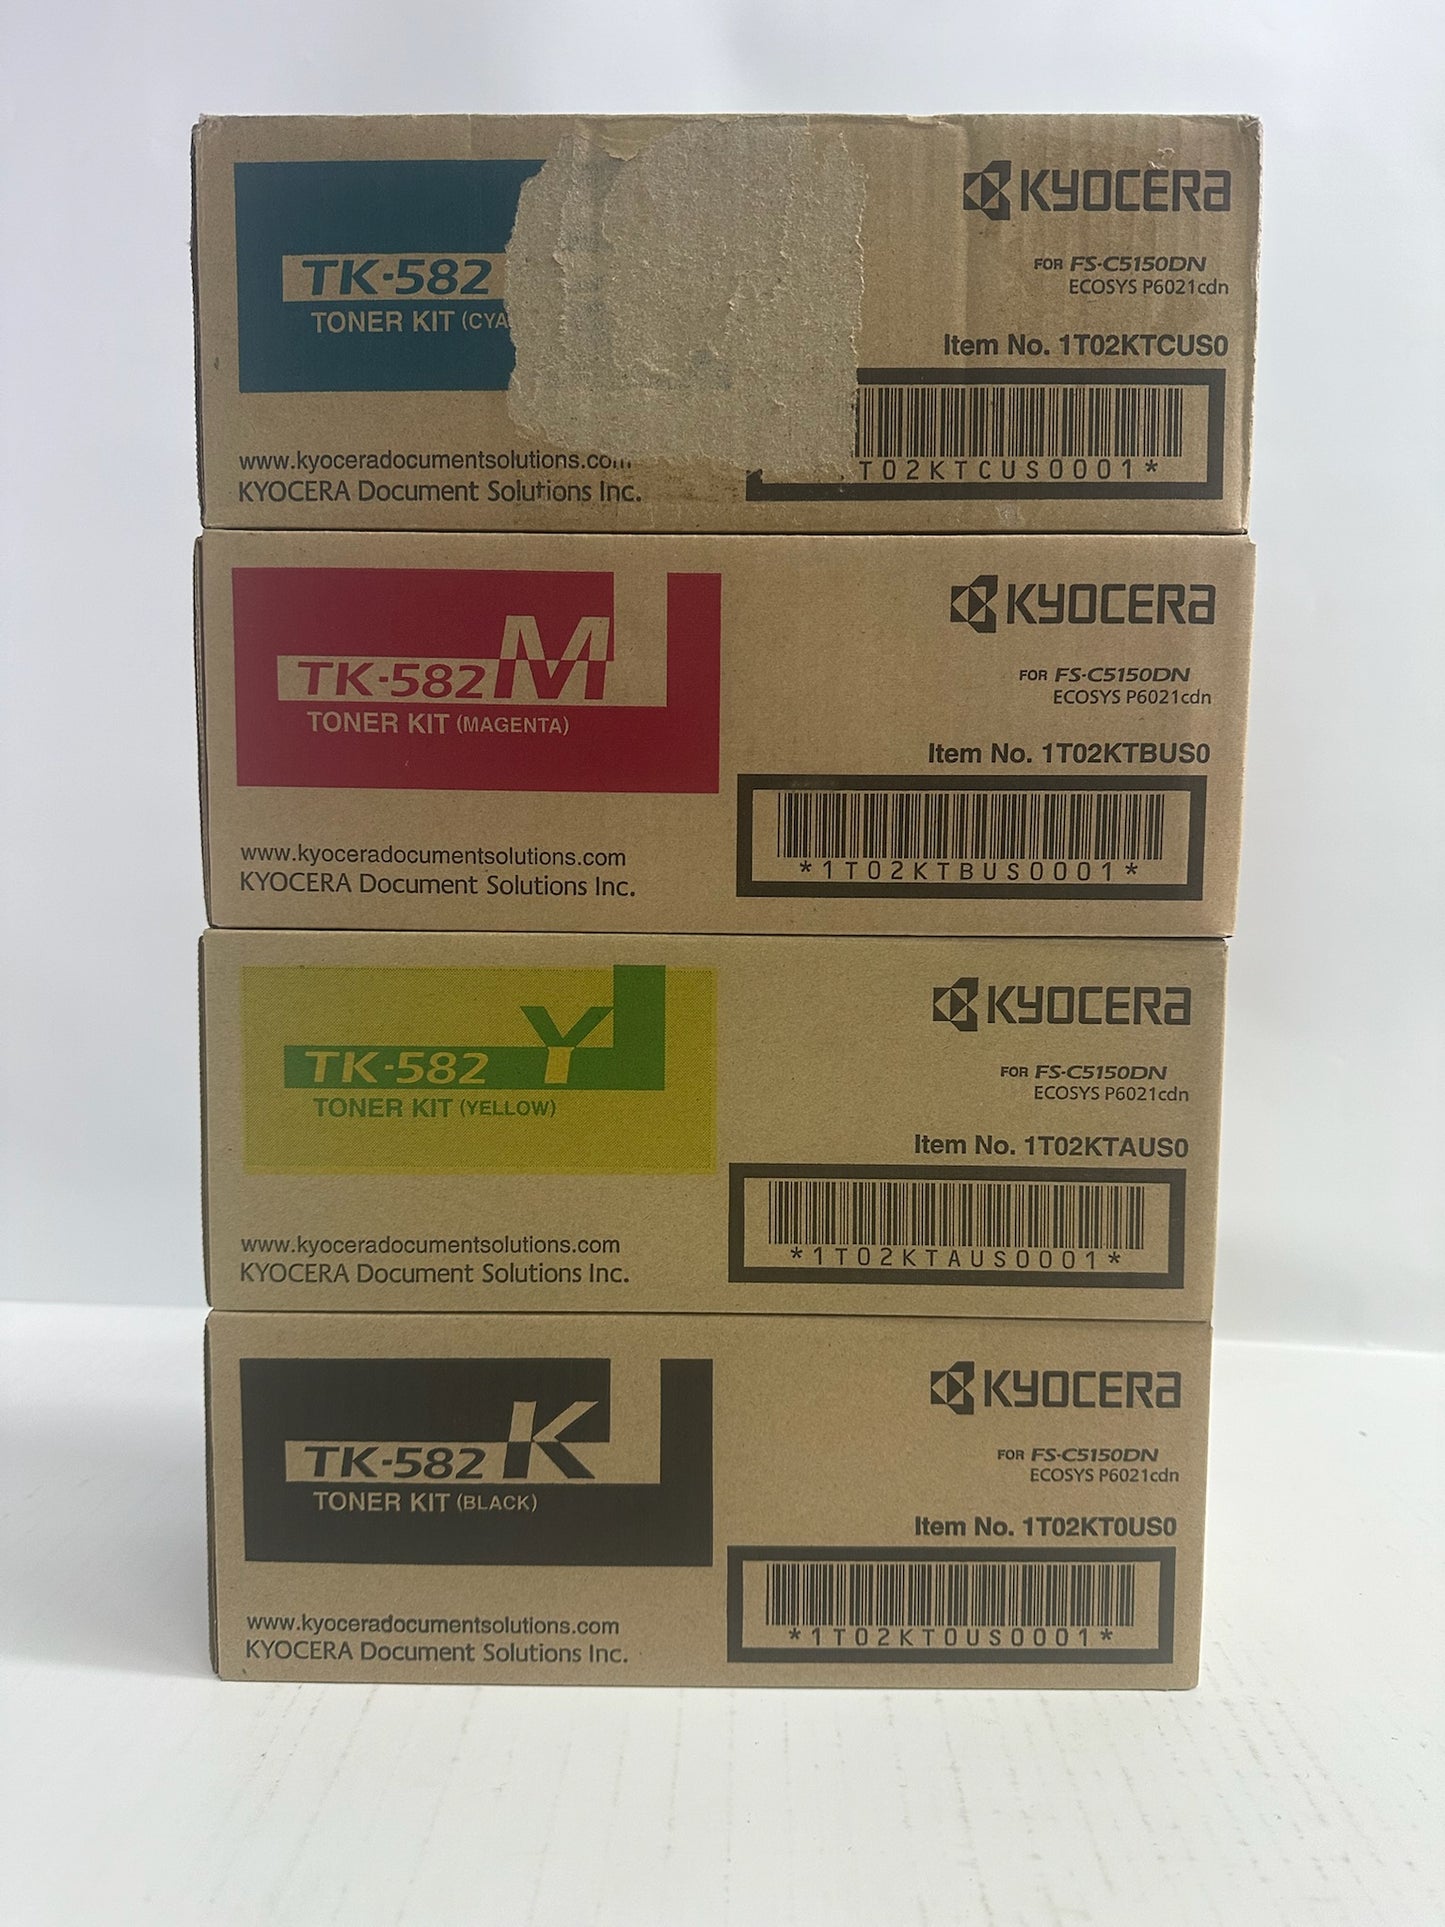 TK-582
TONER KIT (CYA
www.kyoceradocumentsolutions.com
KYOCERA Document Solutions Inc.
KYOCERA
FOR FS-C5150DN
ECOSYS P6021cdn
Item No. 1T02KTCUS0
T02KTCUS0001*
TK-582 M
TONER KIT (MAGENTA)
www.kyoceradocumentsolutions.com
KYOCERA Document Solutions Inc.
KYOCERA
FOR FS-C5150DN
ECOSYS P6021cdn
Item No. 1T02KTBUS0
*1T02KTBUS0001*
TK-582 Y
TONER KIT (YELLOW)
www.kyoceradocumentsolutions.com
KYOCERA Document Solutions Inc.
KYOCERA
FOR FS-C5150DN
ECOSYS P6021cdn
Item No. 1T02KTAUS0
*1T02KTAUS0001*
TK-582 K
TONER KIT (BLACK)
www.kyoceradocumentsolutions.com
KYOCERA Document Solutions Inc.
KYOCERA
FOR FS-C5150DN
ECOSYS P6021cdn
Item No. 1T02KT0US0
*1T02KT0US0001*